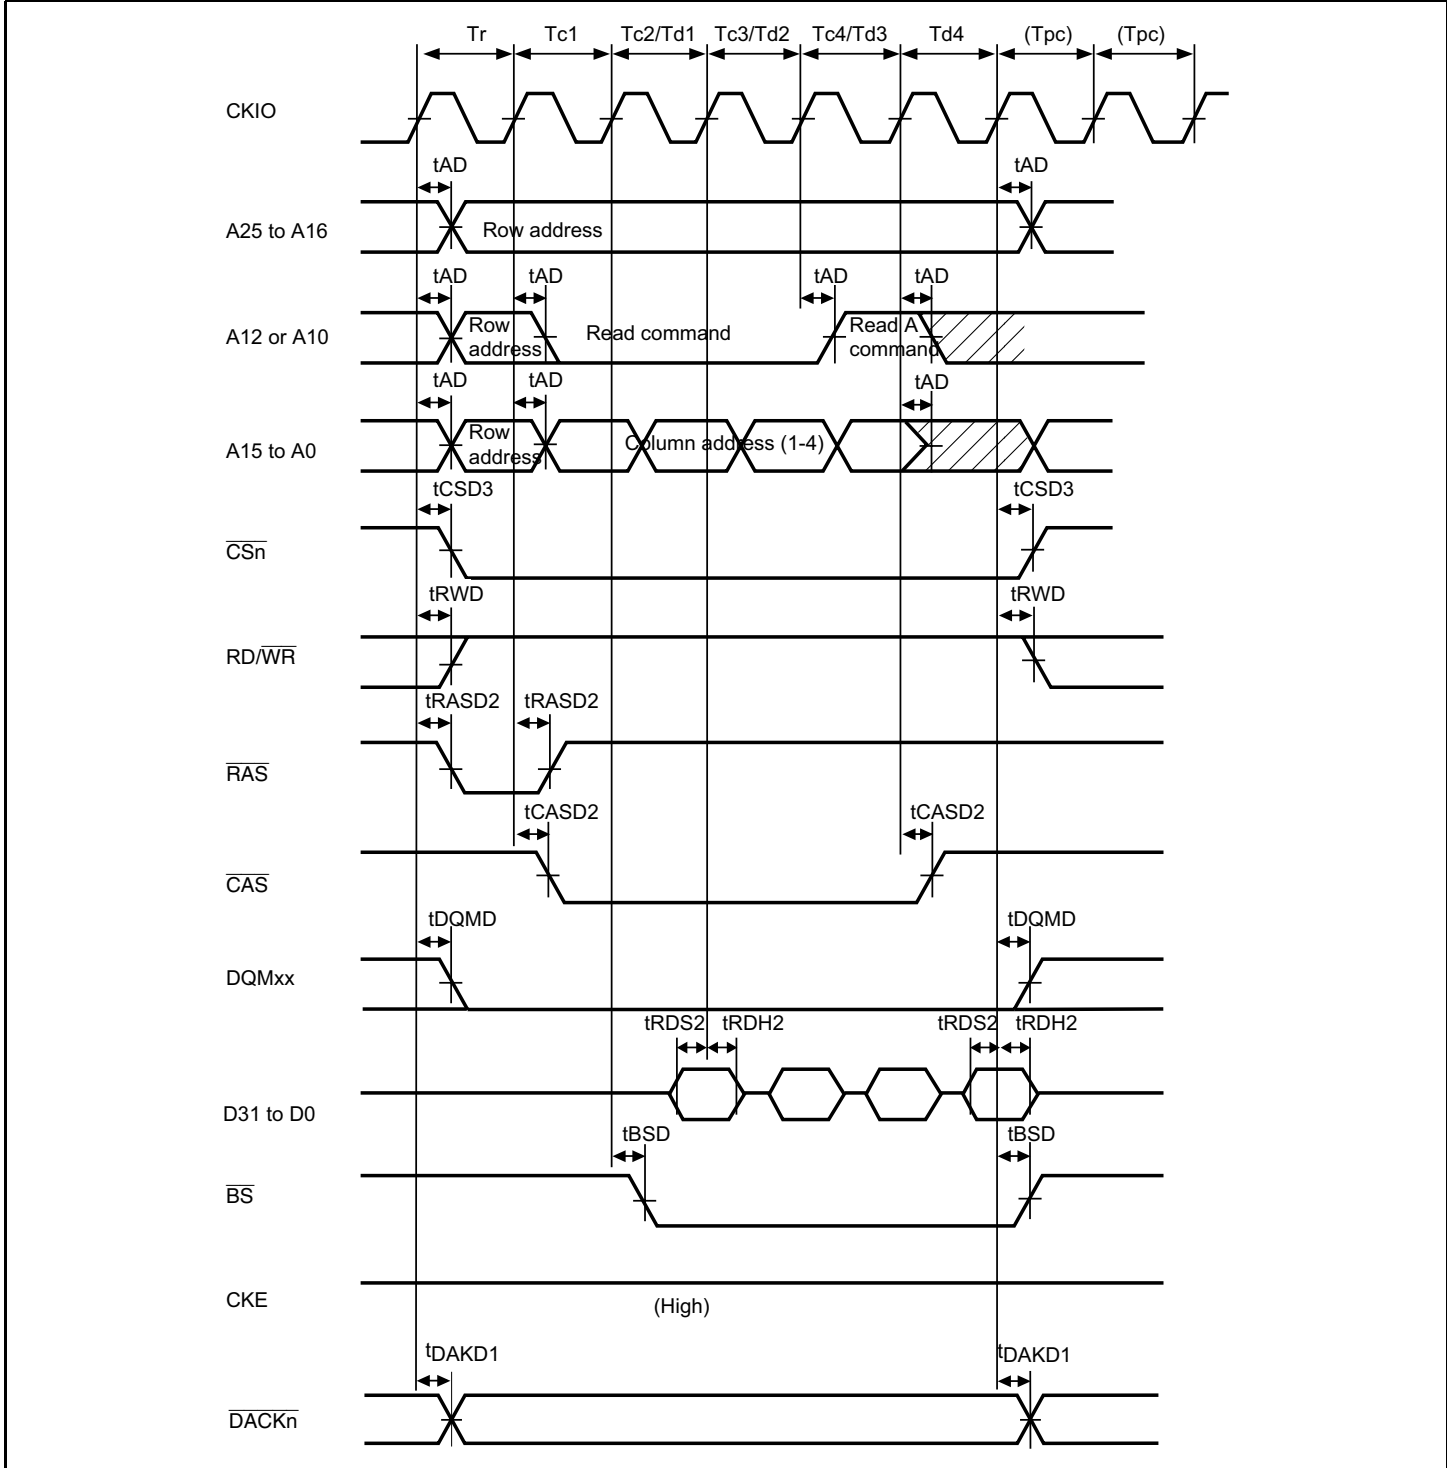 Tr Tc1 Tc2/Td1 Tc3/Td2 Tc4/Td3 Td4 (Tpc) (Tpc)
CKIO
tAD tAD
A25 to A16 Row address
tAD tAD tAD tAD
A12 or A10 Row address Read command Read A command
tAD tAD tAD
A15 to A0 Row address Column address (1-4)
tCSD3 tCSD3
CSn
tRWD tRWD
RD/WR
tRASD2 tRASD2
RAS
tCASD2 tCASD2
CAS
tDQMD tDQMD
DQMxx
tRDS2 tRDH2 tRDS2 tRDH2
D31 to D0
tBSD tBSD
BS
CKE (High)
tDAKD1 tDAKD1
DACKn